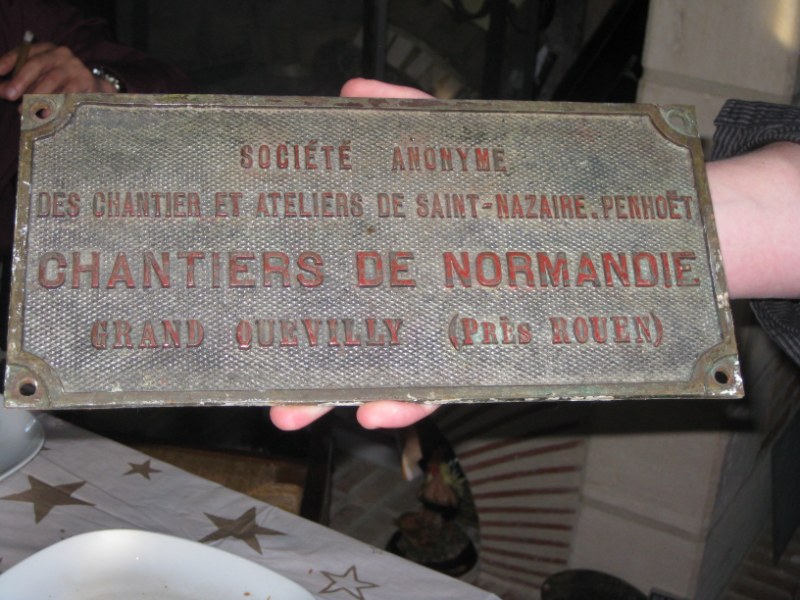 SOCIÉTÉ ANONYME
DES CHANTIER ET ATELIERS DE SAINT-NAZAIRE.PENHOËT
CHANTIERS DE NORMANDIE
GRAND QUEVILLY (PRÈS ROUEN)